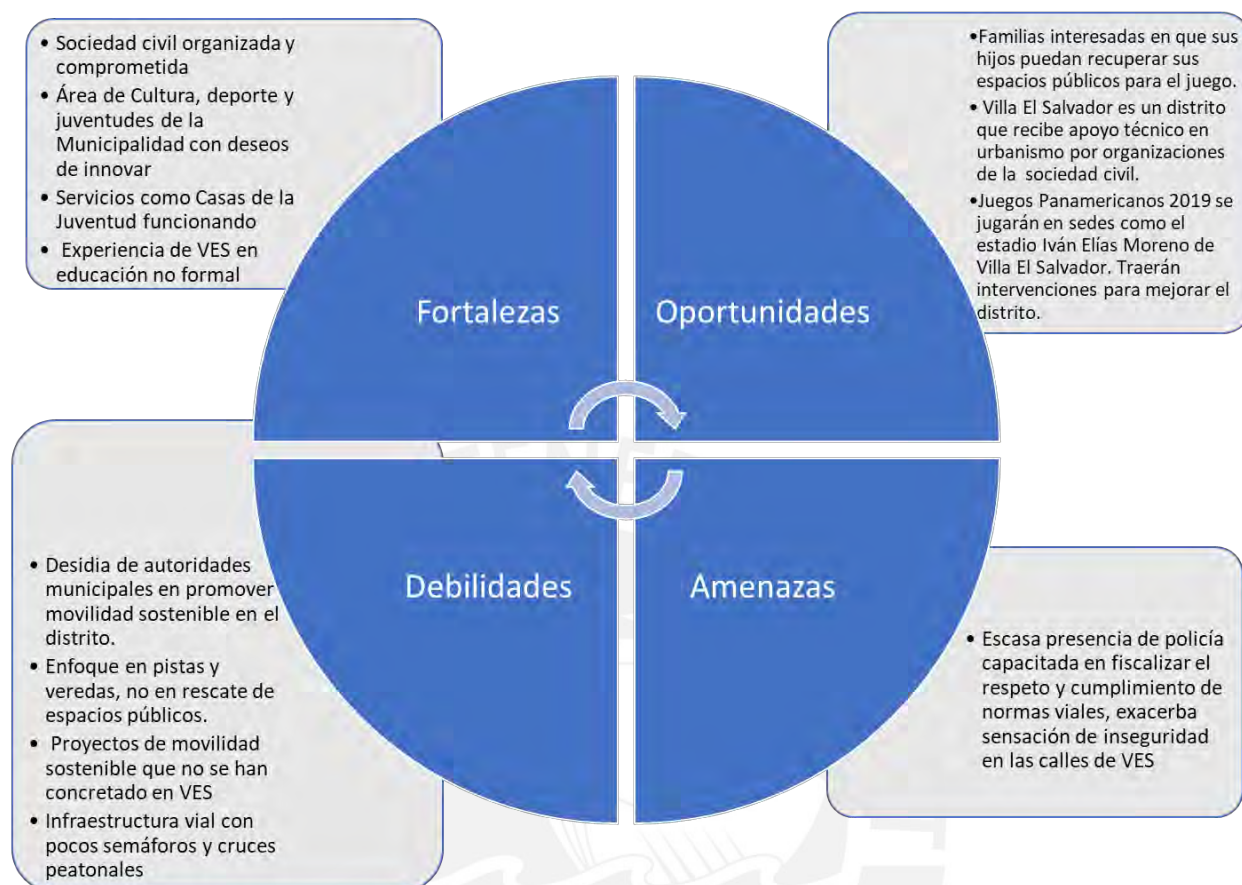 • Sociedad civil organizada y
comprometida
• Área de Cultura, deporte y
juventudes de la
Municipalidad con deseos
de innovar
• Servicios como Casas de la
Juventud funcionando
• Experiencia de VES en
educación no formal
•Familias interesadas en que sus
hijos puedan recuperar sus
espacios públicos para el juego.
• Villa El Salvador es un distrito
que recibe apoyo técnico en
urbanismo por organizaciones
de la sociedad civil.
•Juegos Panamericanos 2019 se
jugarán en sedes como el
estadio Iván Elías Moreno de
Villa El Salvador. Traerán
intervenciones para mejorar el
distrito.
Fortalezas
Oportunidades
Debilidades
Amenazas
• Desidia de autoridades
municipales en promover
movilidad sostenible en el
distrito.
• Enfoque en pistas y
veredas, no en rescate de
espacios públicos.
• Proyectos de movilidad
sostenible que no se han
concretado en VES
• Infraestructura vial con
pocos semáforos y cruces
peatonales
• Escasa presencia de policía
capacitada en fiscalizar el
respeto y cumplimiento de
normas viales, exacerba
sensación de inseguridad
en las calles de VES